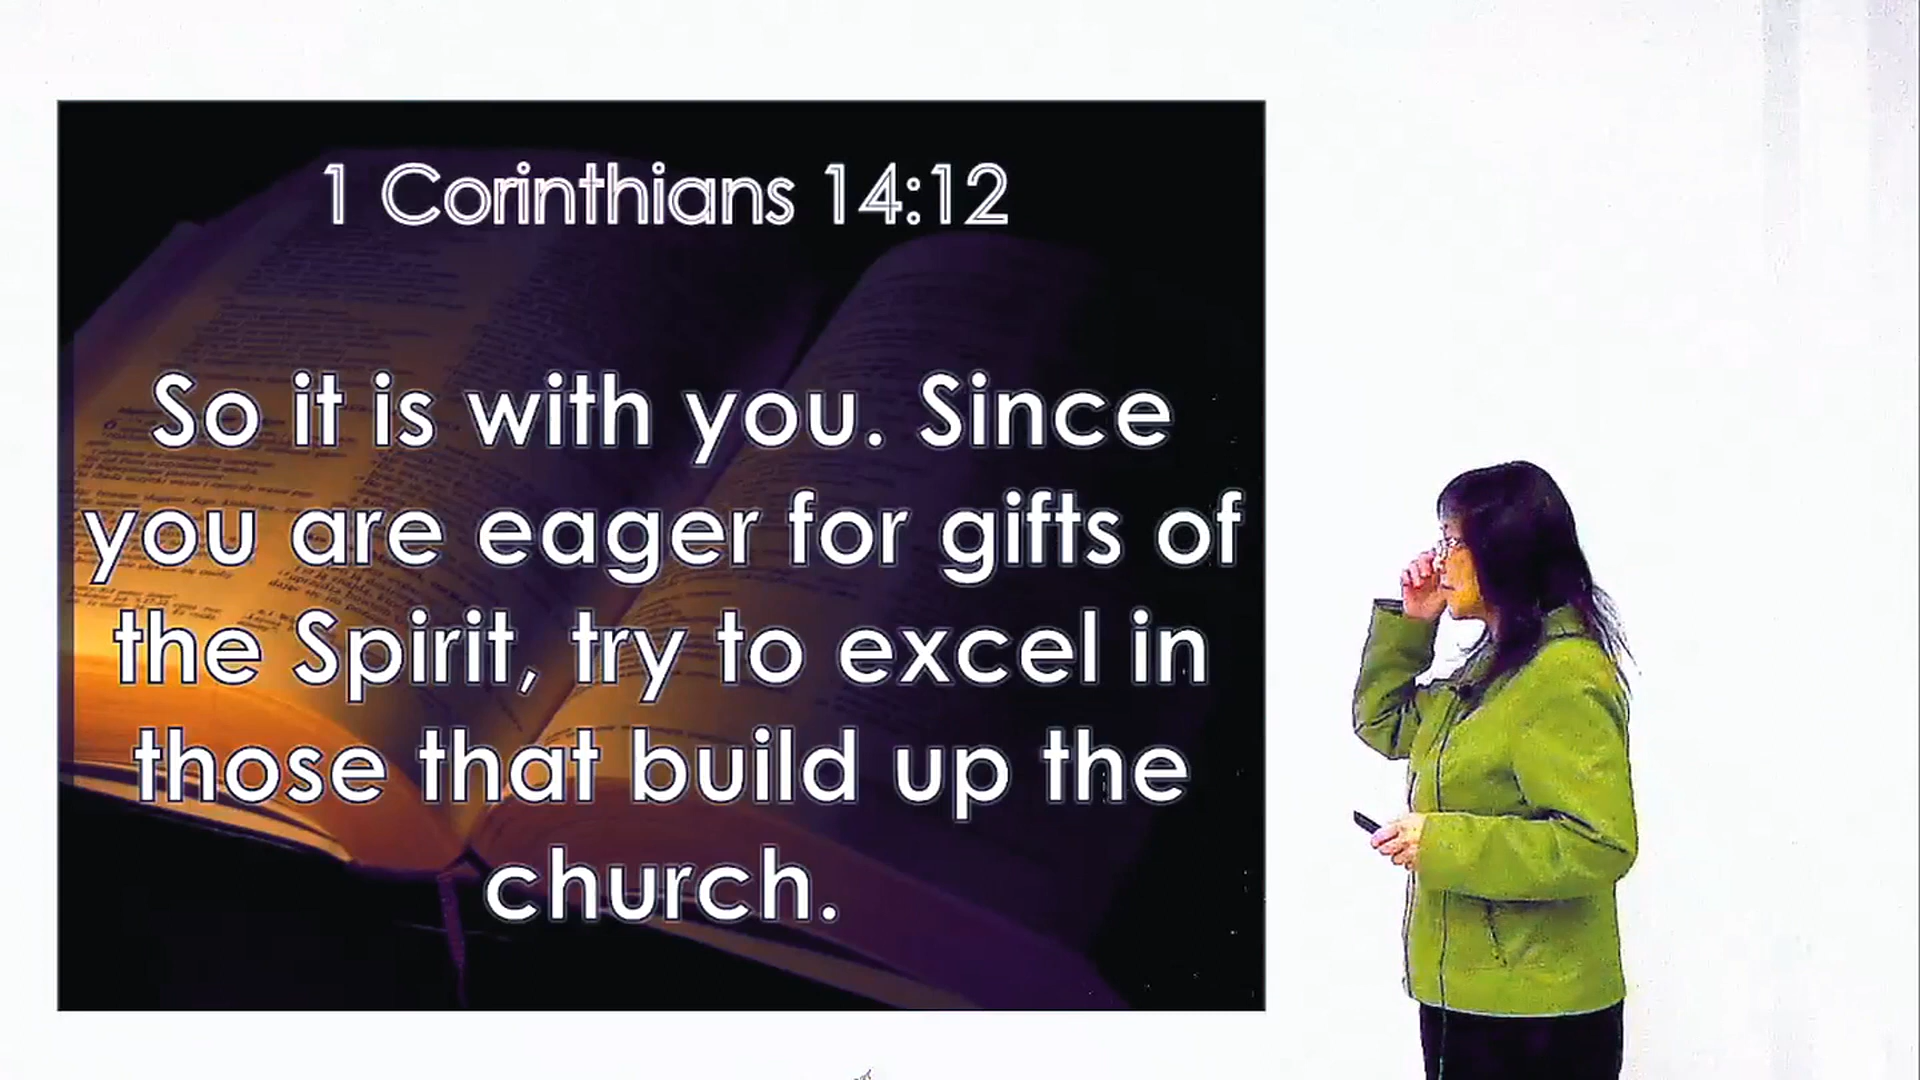 1 Corinthians 14:12
So it is with you. Since
you are eager for gifts of
the Spirit, try to excel in
those that build up the
church.